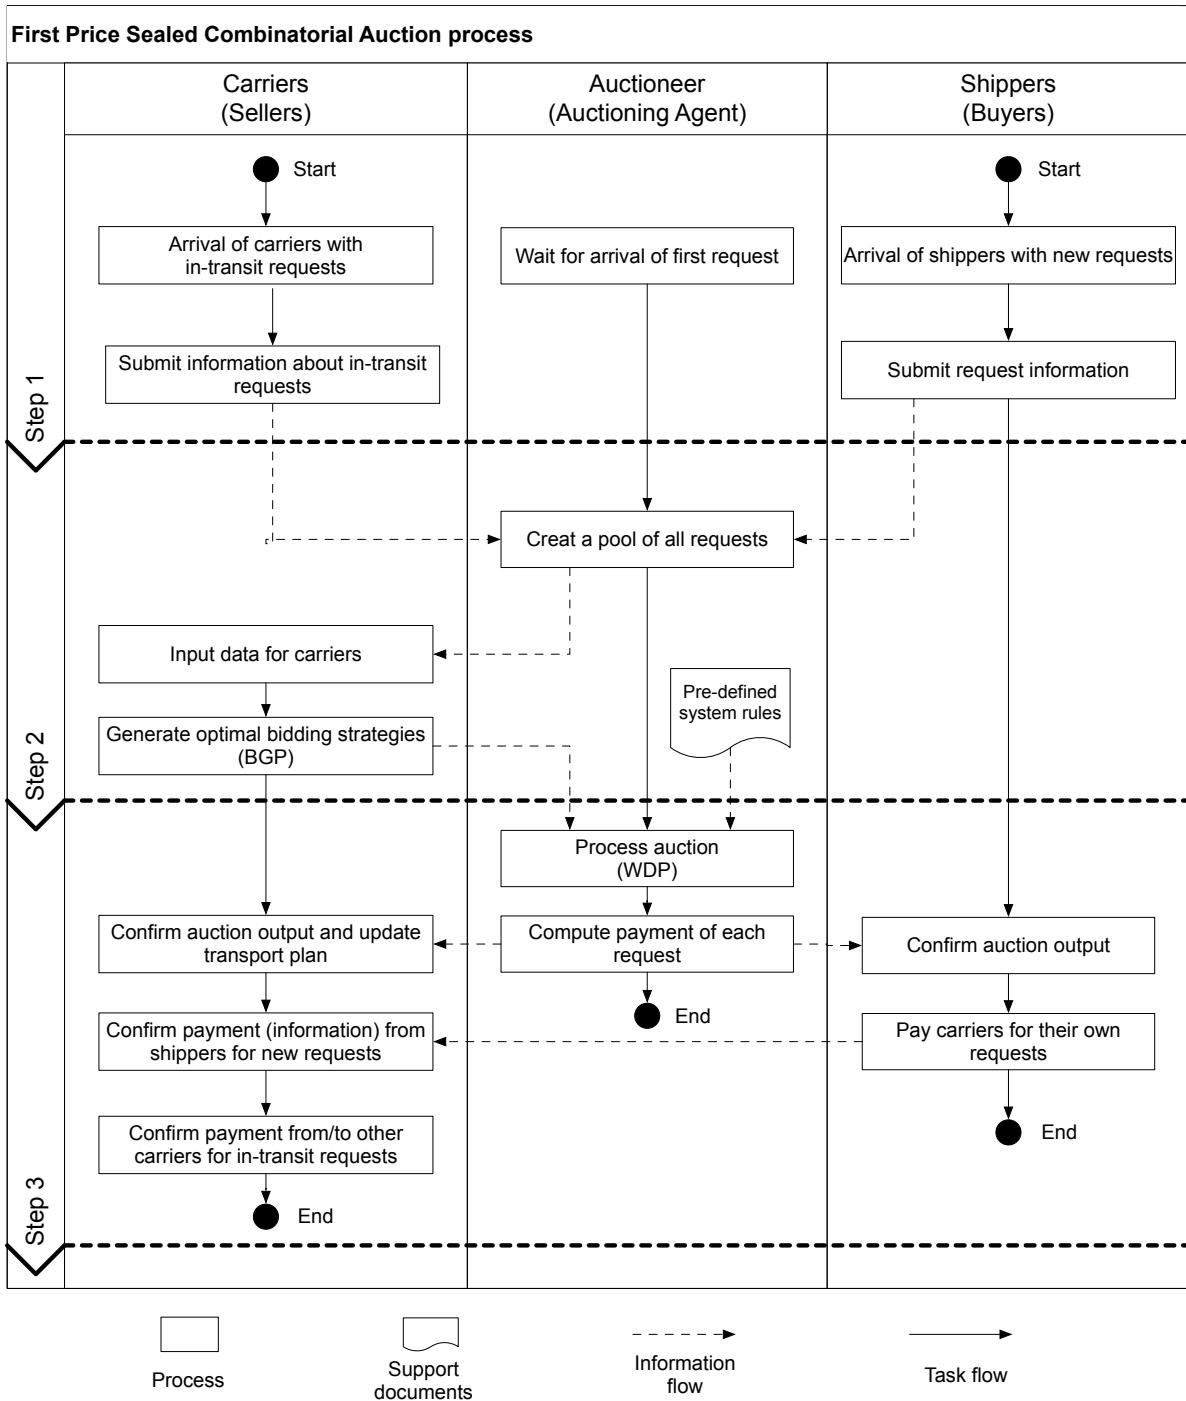 First Price Sealed Combinatorial Auction process
Carriers
(Sellers)
Auctioneer
(Auctioning Agent)
Shippers
(Buyers)
Step 1
Start
Start
Arrival of carriers with
in-transit requests
Wait for arrival of first request
Arrival of shippers with new requests
Submit information about in-transit
requests
Submit request information
Step 2
Creat a pool of all requests
Input data for carriers
Pre-defined
system rules
Generate optimal bidding strategies
(BGP)
Step 3
Process auction
(WDP)
Confirm auction output and update
transport plan
Compute payment of each
request
Confirm auction output
End
Confirm payment (information) from
shippers for new requests
Pay carriers for their own
requests
Confirm payment from/to other
carriers for in-transit requests
End
End
Process
Support
documents
Information
flow
Task flow